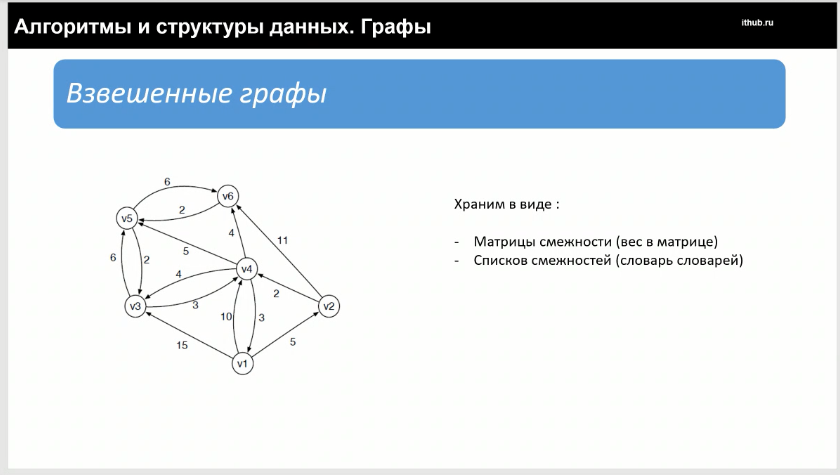 Алгоритмы и структуры данных. Графы
ithub.ru
Взвешенные графы
6
v6
2
v5
4
11
5
6
2
v4
4
2
3
v3
v2
10
3
15
5
v1
Храним в виде :
- Матрицы смежности (вес в матрице)
- Списков смежностей (словарь словарей)